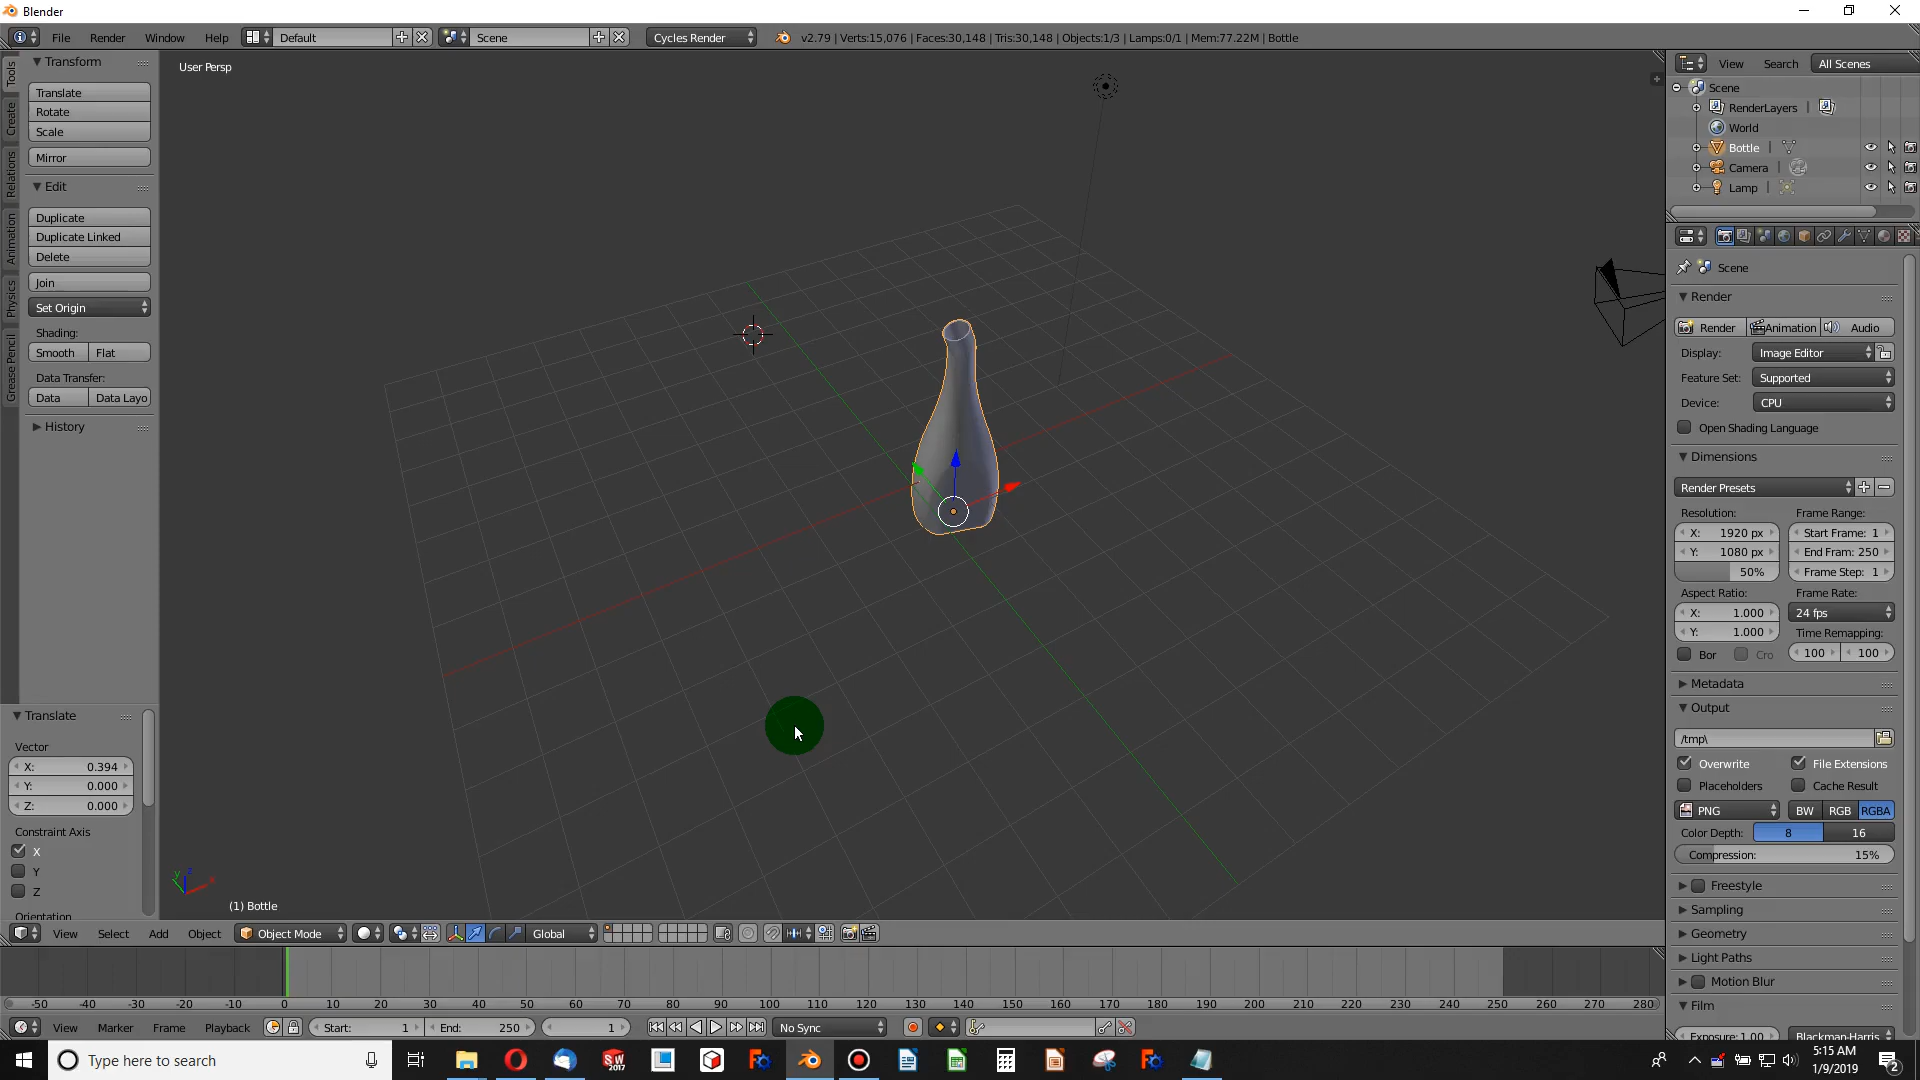 Blender
File Render Window Help Default Scene Cycles Render v2.79 | Verts:15,076 | Faces:30,148 | Tris:30,148 | Objects:1/3 | Lamps:0/1 | Mem:77.22M | Bottle
Tools
Create
Relations
Animation
Physics
Grease Pencil
Transform
Translate
Rotate
Scale
Mirror
Edit
Duplicate
Duplicate Linked
Delete
Join
Set Origin
Shading:
Smooth Flat
Data Transfer:
Data Data Layo
History
Translate
Vector
X: 0.394
Y: 0.000
Z: 0.000
Constraint Axis
X
Y
Z
Orientation
User Persp
(1) Bottle
View Select Add Object Object Mode Global
-50 -40 -30 -20 -10 0 10 20 30 40 50 60 70 80 90 100 110 120 130 140 150 160 170 180 190 200 210 220 230 240 250 260 270 280
View Marker Frame Playback Start: 1 End: 250 1 No Sync
View Search All Scenes
Scene
RenderLayers |
World
Bottle |
Camera |
Lamp |
Scene
Render
Render Animation Audio
Display: Image Editor
Feature Set: Supported
Device: CPU
Open Shading Language
Dimensions
Render Presets
Resolution: Frame Range:
X: 1920 px Start Frame: 1
Y: 1080 px End Fram: 250
50% Frame Step: 1
Aspect Ratio: Frame Rate:
X: 1.000 24 fps
Y: 1.000 Time Remapping:
Bor Cro 100 100
Metadata
Output
/tmp\
Overwrite File Extensions
Placeholders Cache Result
PNG BW RGB RGBA
Color Depth: 8 16
Compression: 15%
Freestyle
Sampling
Geometry
Light Paths
Motion Blur
Film
Exposure: 1.00 Blackman-Harris
Type here to search
SW
2017
5:15 AM
1/9/2019
2